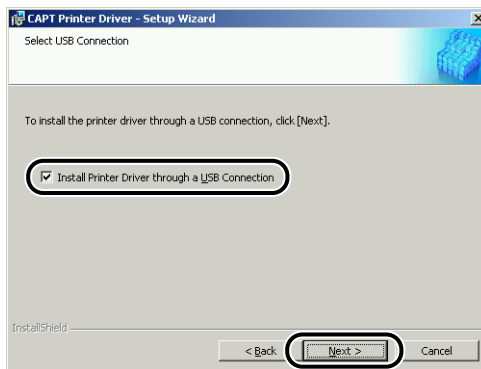 CAPT Printer Driver - Setup Wizard
Select USB Connection
To install the printer driver through a USB connection, click [Next].
Install Printer Driver through a USB Connection
InstallShield
< Back Next > Cancel